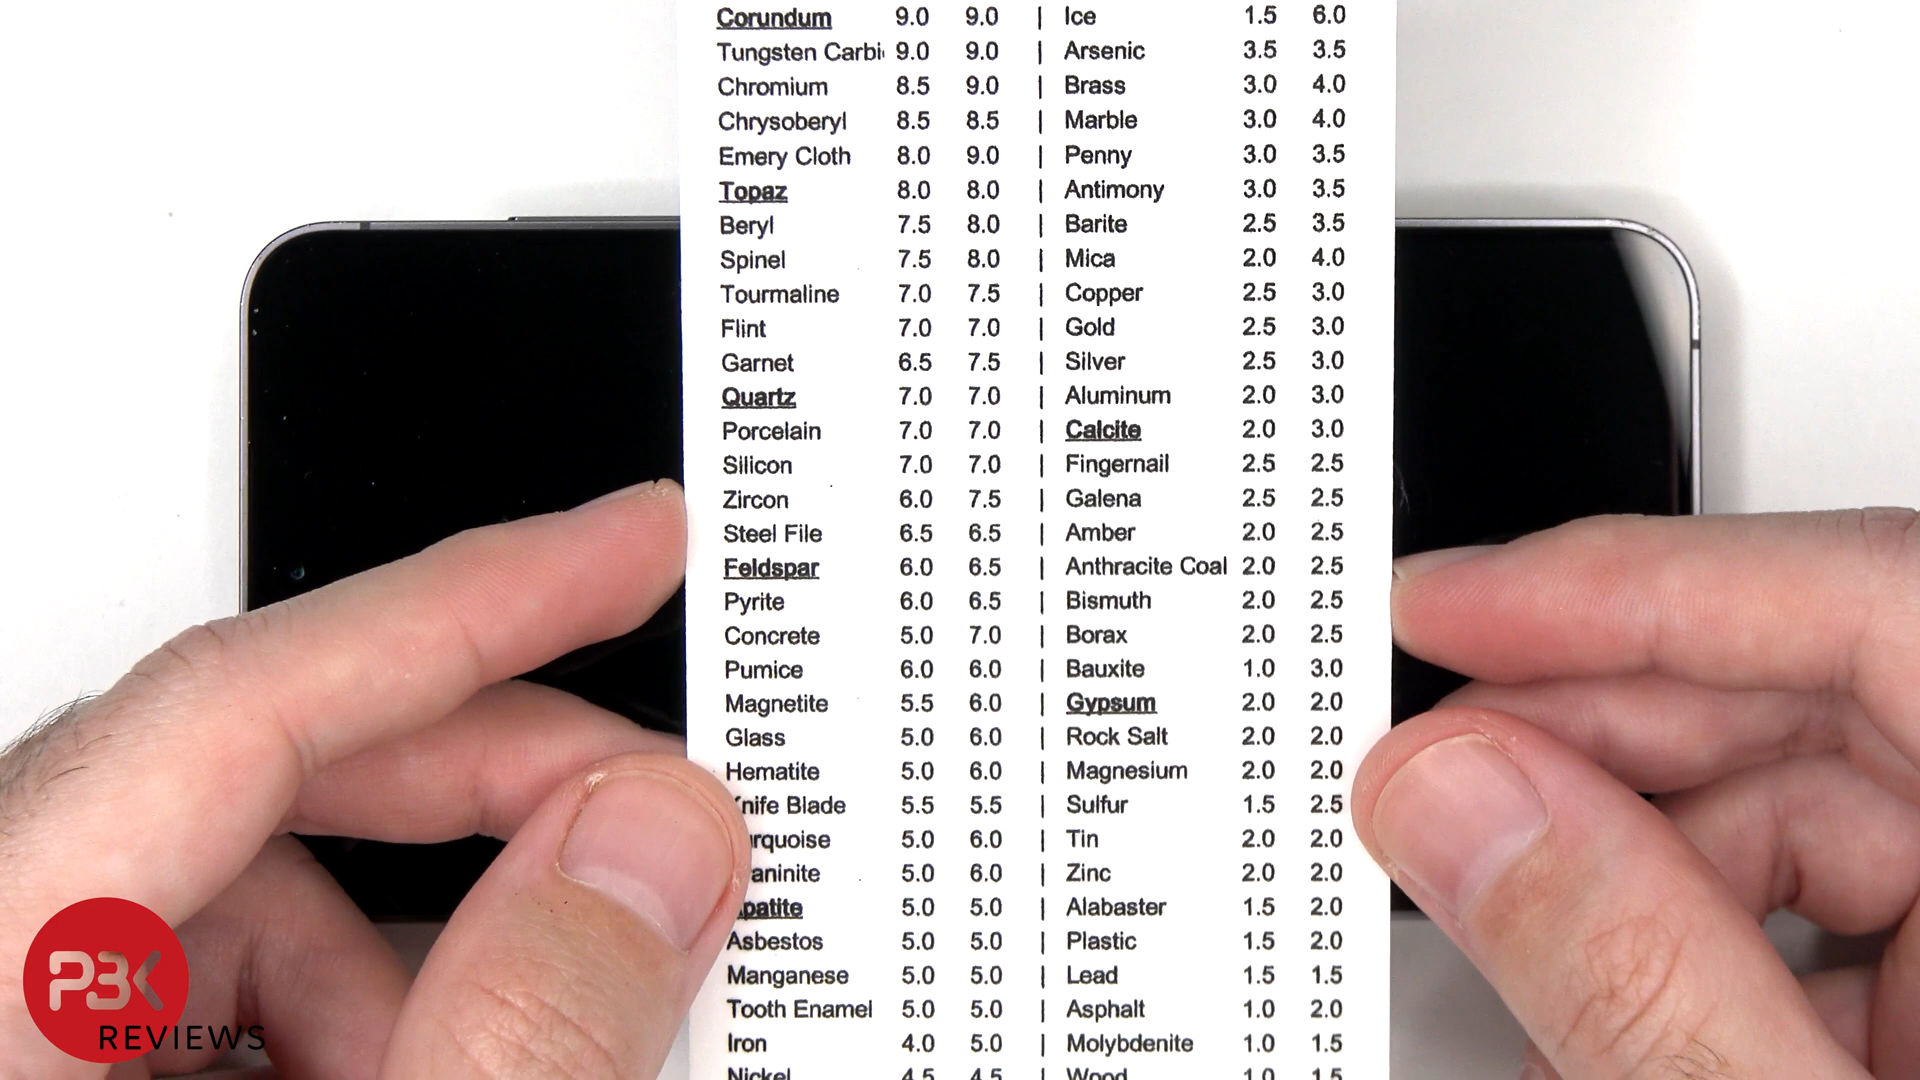 Corundum 9.0 9.0 | Ice 1.5 6.0
Tungsten Carbi 9.0 9.0 | Arsenic 3.5 3.5
Chromium 8.5 9.0 | Brass 3.0 4.0
Chrysoberyl 8.5 8.5 | Marble 3.0 4.0
Emery Cloth 8.0 9.0 | Penny 3.0 3.5
Topaz 8.0 8.0 | Antimony 3.0 3.5
Beryl 7.5 8.0 | Barite 2.5 3.5
Spinel 7.5 8.0 | Mica 2.0 4.0
Tourmaline 7.0 7.5 | Copper 2.5 3.0
Flint 7.0 7.0 | Gold 2.5 3.0
Garnet 6.5 7.5 | Silver 2.5 3.0
Quartz 7.0 7.0 | Aluminum 2.0 3.0
Porcelain 7.0 7.0 | Calcite 2.0 3.0
Silicon 7.0 7.0 | Fingernail 2.5 2.5
Zircon 6.0 7.5 | Galena 2.5 2.5
Steel File 6.5 6.5 | Amber 2.0 2.5
Feldspar 6.0 6.5 | Anthracite Coal 2.0 2.5
Pyrite 6.0 6.5 | Bismuth 2.0 2.5
Concrete 5.0 7.0 | Borax 2.0 2.5
Pumice 6.0 6.0 | Bauxite 1.0 3.0
Magnetite 5.5 6.0 | Gypsum 2.0 2.0
Glass 5.0 6.0 | Rock Salt 2.0 2.0
Hematite 5.0 6.0 | Magnesium 2.0 2.0
Knife Blade 5.5 5.5 | Sulfur 1.5 2.5
rquoise 5.0 6.0 | Tin 2.0 2.0
aninite 5.0 6.0 | Zinc 2.0 2.0
patite 5.0 5.0 | Alabaster 1.5 2.0
Asbestos 5.0 5.0 | Plastic 1.5 2.0
Manganese 5.0 5.0 | Lead 1.5 1.5
Tooth Enamel 5.0 5.0 | Asphalt 1.0 2.0
Iron 4.0 5.0 | Molybdenite 1.0 1.5
Nickel 4.5 4.5 | Wood 1.0 1.5
PBK
REVIEWS